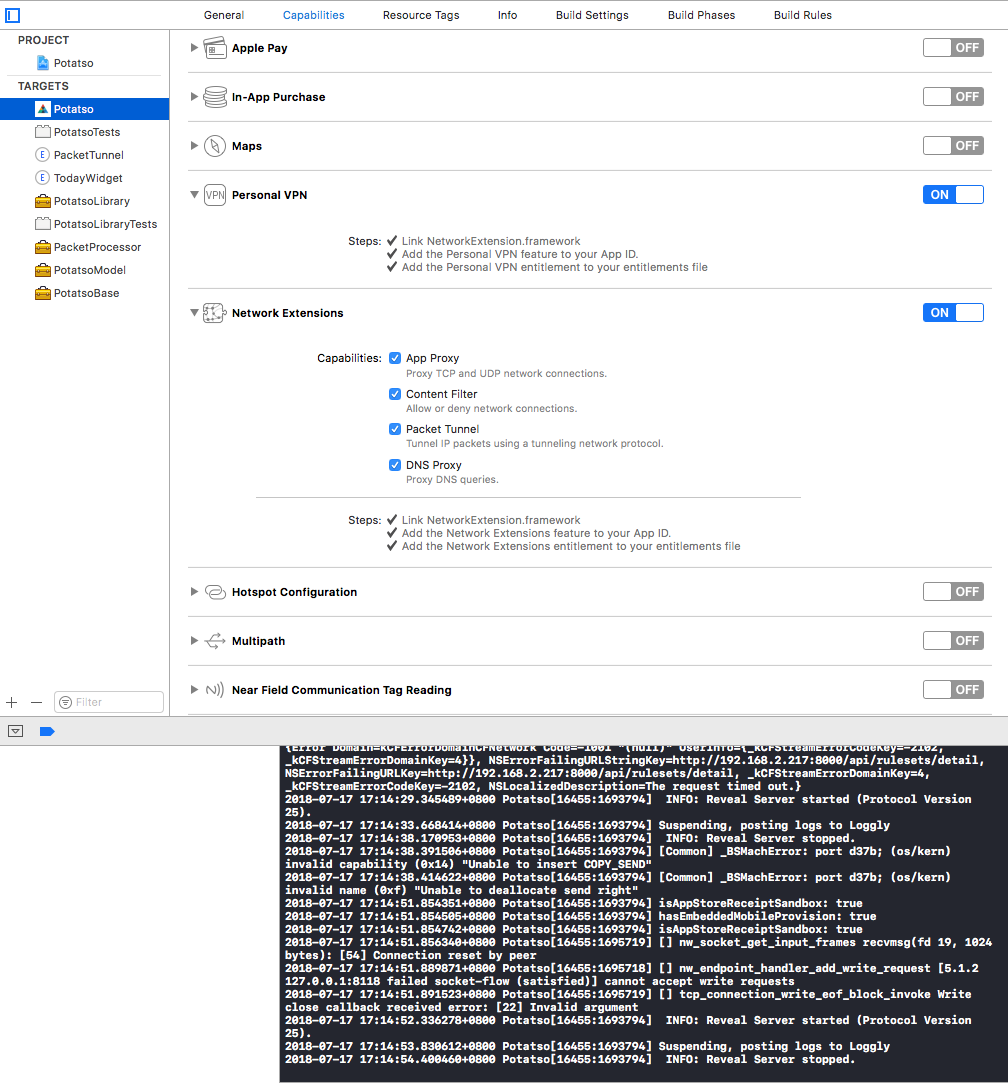 General Capabilities Resource Tags Info Build Settings Build Phases Build Rules
PROJECT
Potatso
TARGETS
Potatso
PotatsoTests
E PacketTunnel
E TodayWidget
PotatsoLibrary
PotatsoLibraryTests
PacketProcessor
PotatsoModel
PotatsoBase
Filter
Apple Pay OFF
In-App Purchase OFF
Maps OFF
VPN Personal VPN ON
Steps: ✔ Link NetworkExtension.framework
✔ Add the Personal VPN feature to your App ID.
✔ Add the Personal VPN entitlement to your entitlements file
Network Extensions ON
Capabilities: App Proxy
Proxy TCP and UDP network connections.
Content Filter
Allow or deny network connections.
Packet Tunnel
Tunnel IP packets using a tunneling network protocol.
DNS Proxy
Proxy DNS queries.
Steps: ✔ Link NetworkExtension.framework
✔ Add the Network Extensions feature to your App ID.
✔ Add the Network Extensions entitlement to your entitlements file
Hotspot Configuration OFF
Multipath OFF
Near Field Communication Tag Reading OFF
{Error Domain=kCFErrorDomainCFNetwork Code=-1001 "(null)" UserInfo={_kCFStreamErrorCodeKey=-2102,
_kCFStreamErrorDomainKey=4}}, NSErrorFailingURLStringKey=http://192.168.2.217:8000/api/rulesets/detail,
NSErrorFailingURLKey=http://192.168.2.217:8000/api/rulesets/detail, _kCFStreamErrorDomainKey=4,
_kCFStreamErrorCodeKey=-2102, NSLocalizedDescription=The request timed out.}
2018-07-17 17:14:29.345489+0800 Potatso[16455:1693794]  INFO: Reveal Server started (Protocol Version
25).
2018-07-17 17:14:33.668414+0800 Potatso[16455:1693794] Suspending, posting logs to Loggly
2018-07-17 17:14:38.170953+0800 Potatso[16455:1693794]  INFO: Reveal Server stopped.
2018-07-17 17:14:38.391506+0800 Potatso[16455:1693794] [Common] _BSMachError: port d37b; (os/kern)
invalid capability (0x14) "Unable to insert COPY_SEND"
2018-07-17 17:14:38.414622+0800 Potatso[16455:1693794] [Common] _BSMachError: port d37b; (os/kern)
invalid name (0xf) "Unable to deallocate send right"
2018-07-17 17:14:51.854351+0800 Potatso[16455:1693794] isAppStoreReceiptSandbox: true
2018-07-17 17:14:51.854505+0800 Potatso[16455:1693794] hasEmbeddedMobileProvision: true
2018-07-17 17:14:51.854742+0800 Potatso[16455:1693794] isAppStoreReceiptSandbox: true
2018-07-17 17:14:51.856340+0800 Potatso[16455:1695719] [] nw_socket_get_input_frames recvmsg(fd 19, 1024
bytes): [54] Connection reset by peer
2018-07-17 17:14:51.889871+0800 Potatso[16455:1695718] [] nw_endpoint_handler_add_write_request [5.1.2
127.0.0.1:8118 failed socket-flow (satisfied)] cannot accept write requests
2018-07-17 17:14:51.891523+0800 Potatso[16455:1695719] [] tcp_connection_write_eof_block_invoke Write
close callback received error: [22] Invalid argument
2018-07-17 17:14:52.336278+0800 Potatso[16455:1693794]  INFO: Reveal Server started (Protocol Version
25).
2018-07-17 17:14:53.830612+0800 Potatso[16455:1693794] Suspending, posting logs to Loggly
2018-07-17 17:14:54.400460+0800 Potatso[16455:1693794]  INFO: Reveal Server stopped.